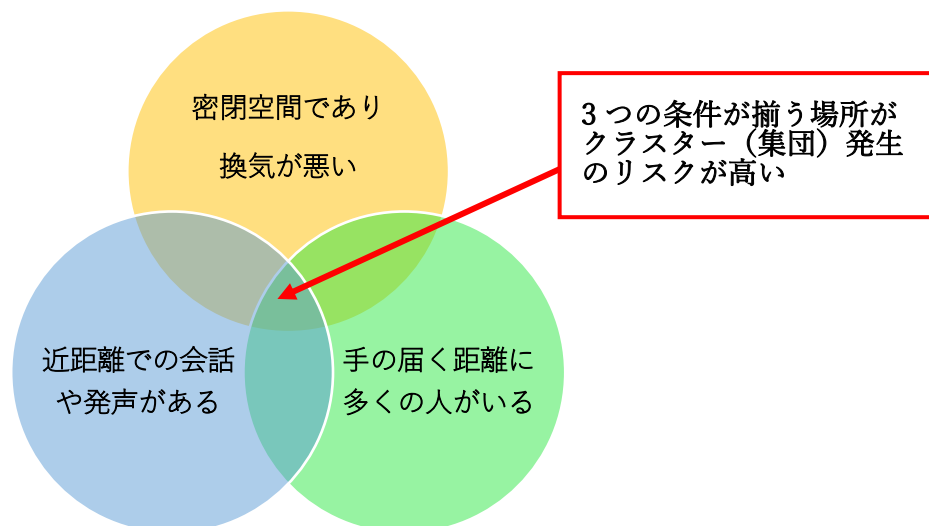 密閉空間であり
換気が悪い
3つの条件が揃う場所が
クラスター（集団）発生
のリスクが高い
近距離での会話
や発声がある
手の届く距離に
多くの人がいる